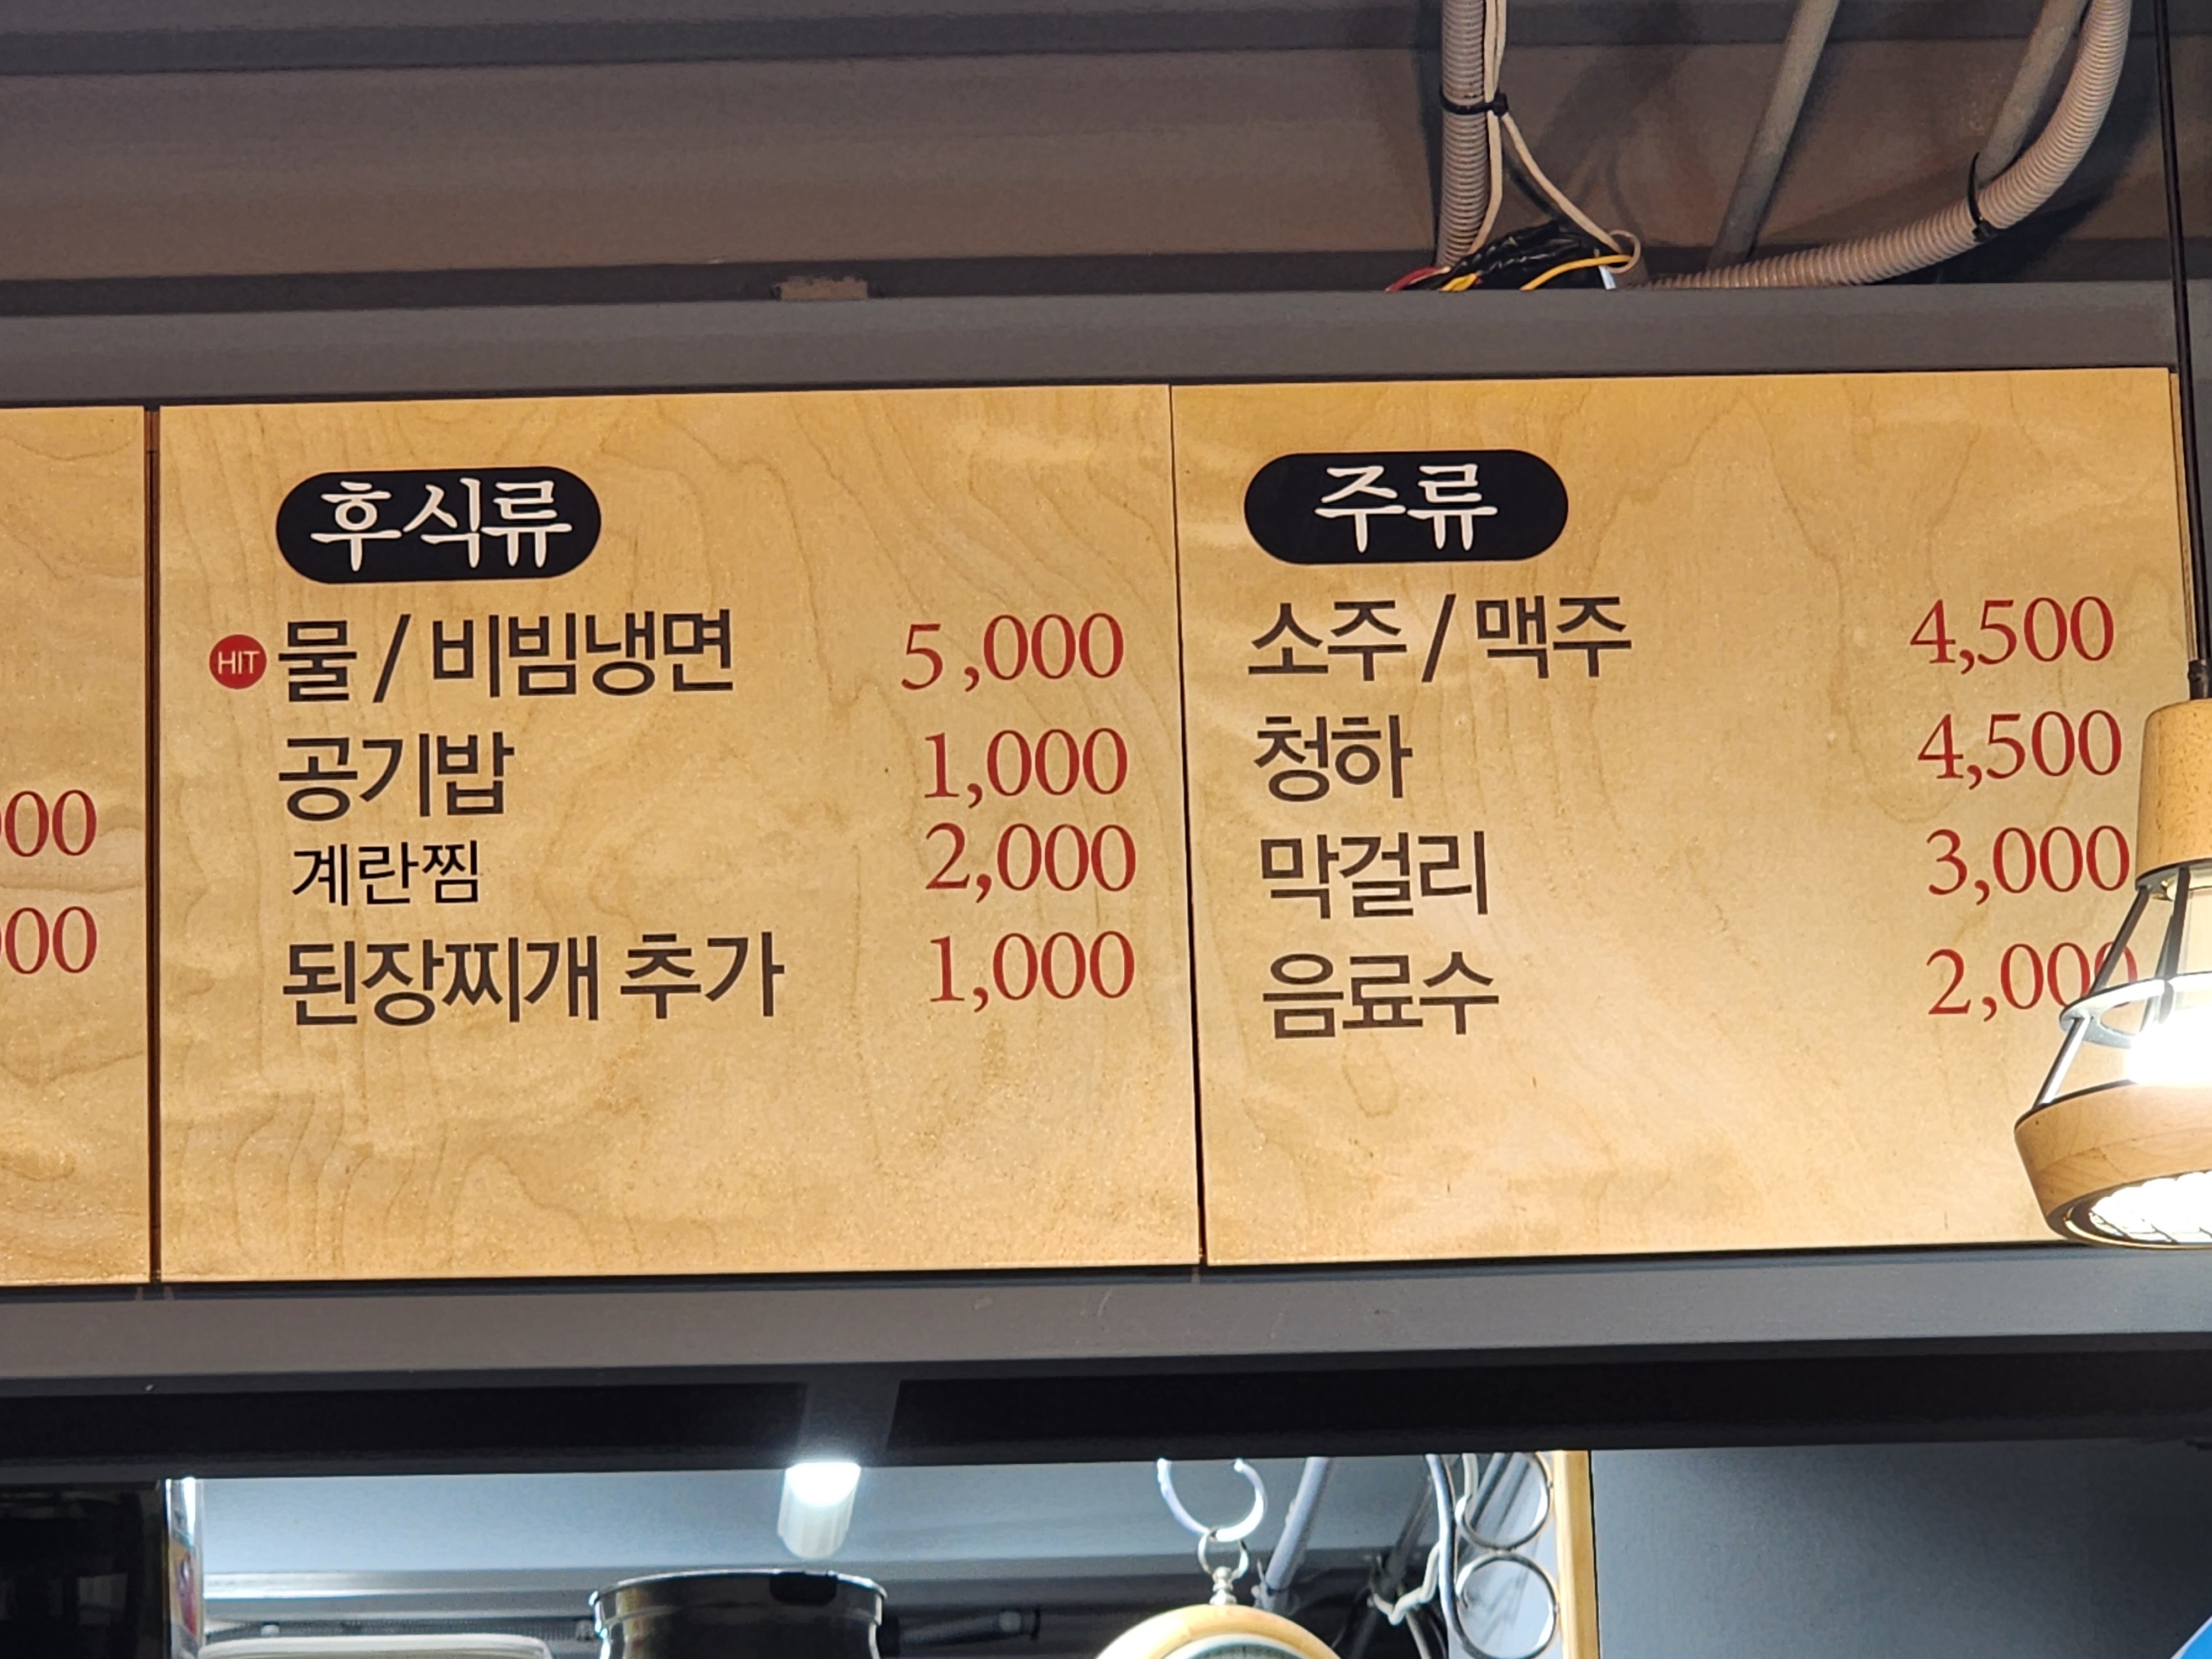 후식류
HIT 물 / 비빔냉면 5,000
공기밥 1,000
계란찜 2,000
된장찌개 추가 1,000
주류
소주 / 맥주 4,500
청하 4,500
막걸리 3,000
음료수 2,000